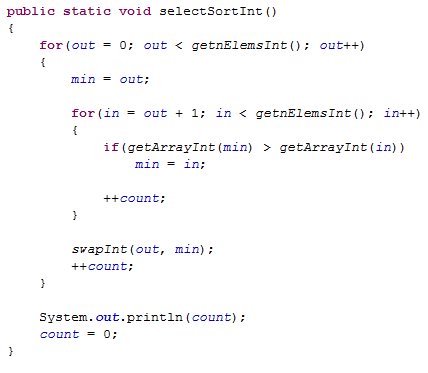 public static void selectSortInt()
{
for(out = 0; out < getnElemsInt(); out++)
{
min = out;
for(in = out + 1; in < getnElemsInt(); in++)
{
if(getArrayInt(min) > getArrayInt(in))
min = in;
++count;
}
swapInt(out, min);
++count;
}
System.out.println(count);
count = 0;
}